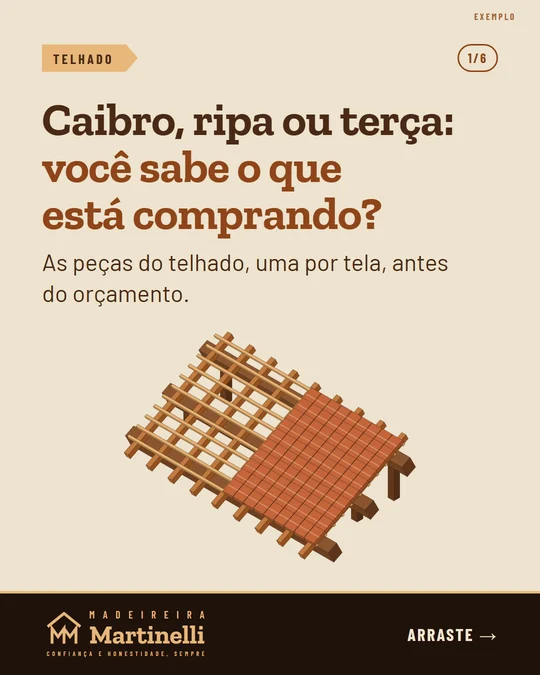 EXEMPLO
TELHADO
1/6
Caibro, ripa ou terça:
você sabe o que
está comprando?
As peças do telhado, uma por tela, antes
do orçamento.
MADEIREIRA
Martinelli
CONFIANÇA E HONESTIDADE, SEMPRE
ARRASTE →